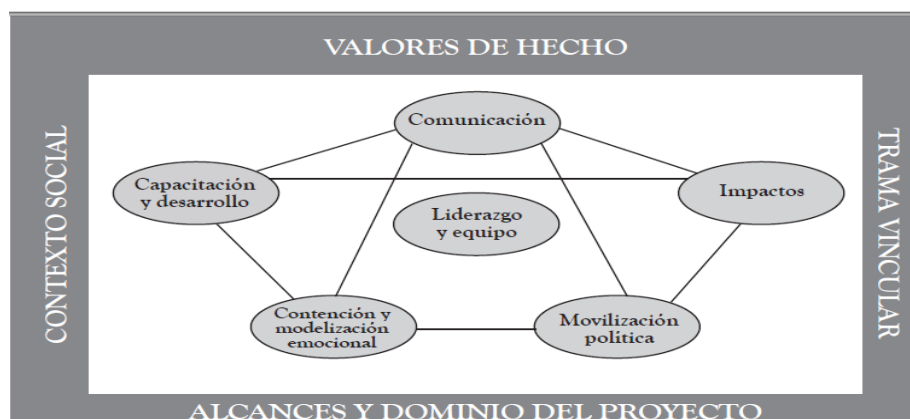 VALORES DE HECHO
CONTEXTO SOCIAL
Comunicación
Capacitación
y desarrollo
Impactos
Liderazgo
y equipo
Contención y
modelización
emocional
Movilización
política
TRAMA VINCULAR
ALCANCES Y DOMINIO DEL PROYECTO